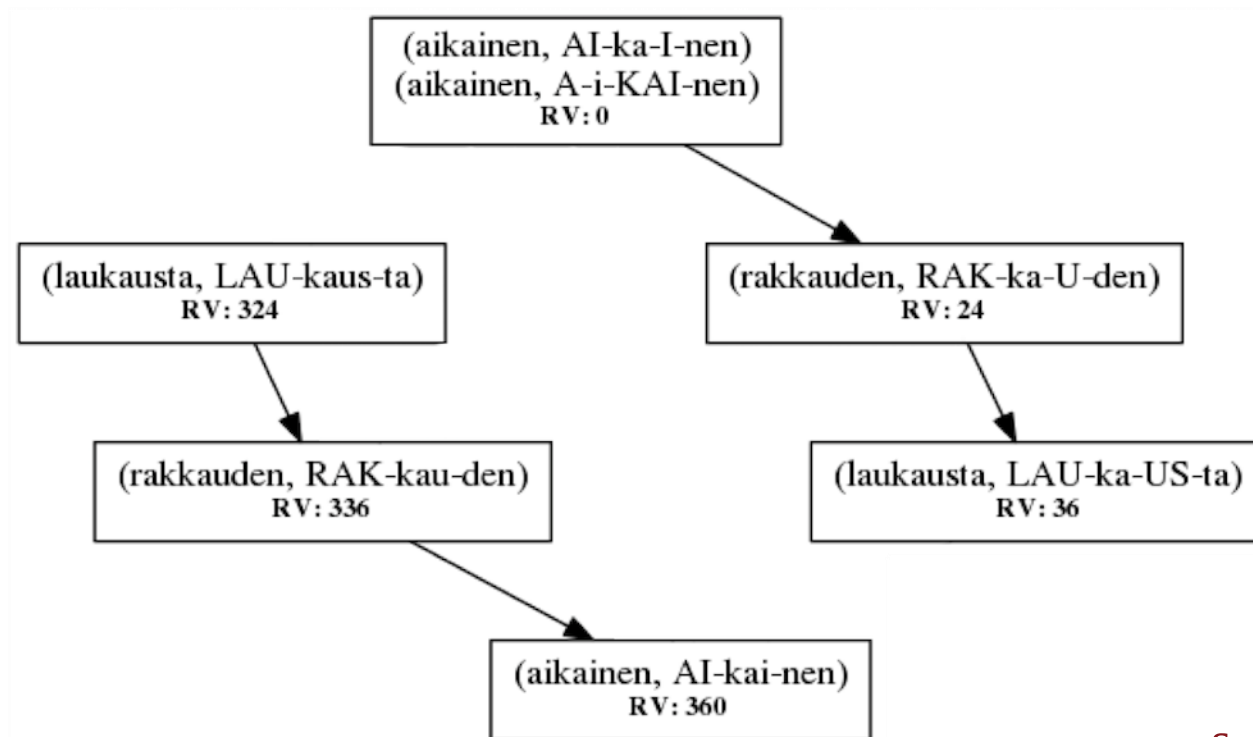 (aikainen, AI-ka-I-nen)
(aikainen, A-i-KAI-nen)
RV: 0
(laukausta, LAU-kaus-ta)
RV: 324
(rakkauden, RAK-ka-U-den)
RV: 24
(rakkauden, RAK-kau-den)
RV: 336
(laukausta, LAU-ka-US-ta)
RV: 36
(aikainen, AI-kai-nen)
RV: 360